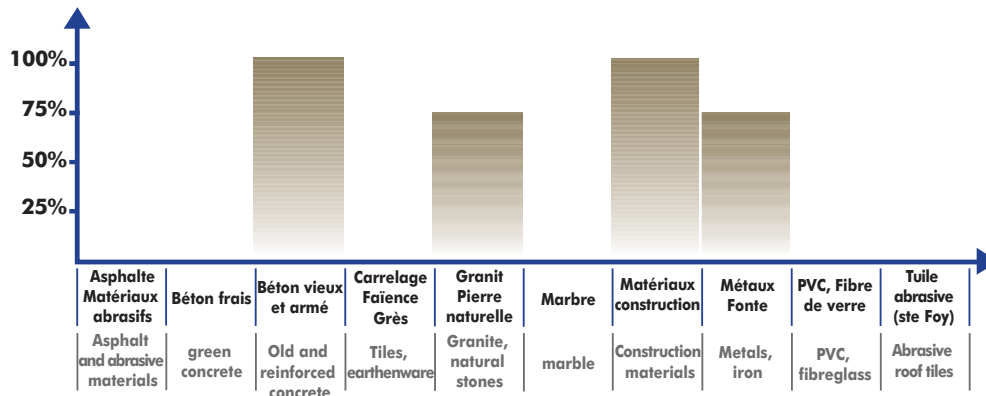 100%
75%
50%
25%
Asphalte
Matériaux
abrasifs
Béton frais
Béton vieux
et armé
Carrelage
Faïence
Grès
Granit
Pierre
naturelle
Marbre
Matériaux
construction
Métaux
Fonte
PVC, Fibre
de verre
Tuile
abrasive
(ste Foy)
Asphalt
and abrasive
materials
green
concrete
Old and
reinforced
concrete
Tiles,
earthenware
Granite,
natural
stones
marble
Construction
materials
Metals,
iron
PVC,
fibreglass
Abrasive
roof tiles